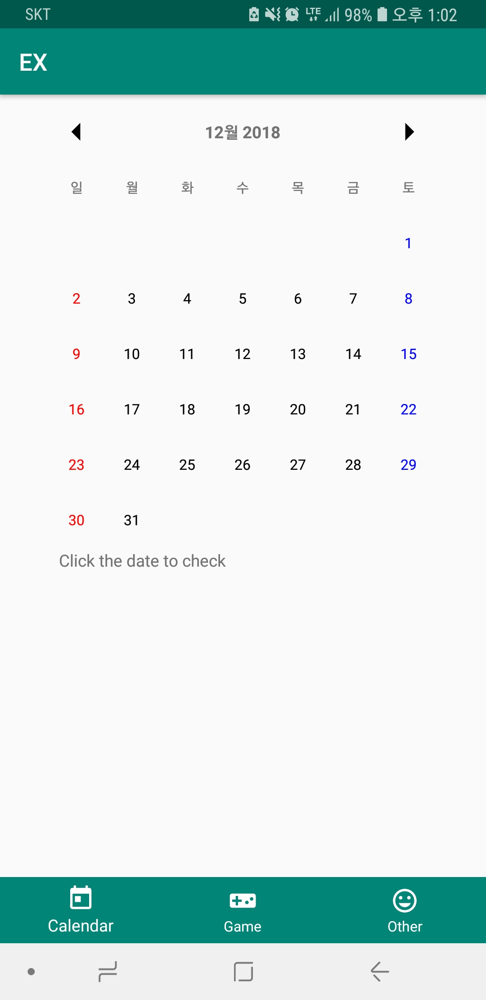 SKT LTE 98% 오후 1:02
EX
12월 2018
일 월 화 수 목 금 토
1
2 3 4 5 6 7 8
9 10 11 12 13 14 15
16 17 18 19 20 21 22
23 24 25 26 27 28 29
30 31
Click the date to check
Calendar Game Other